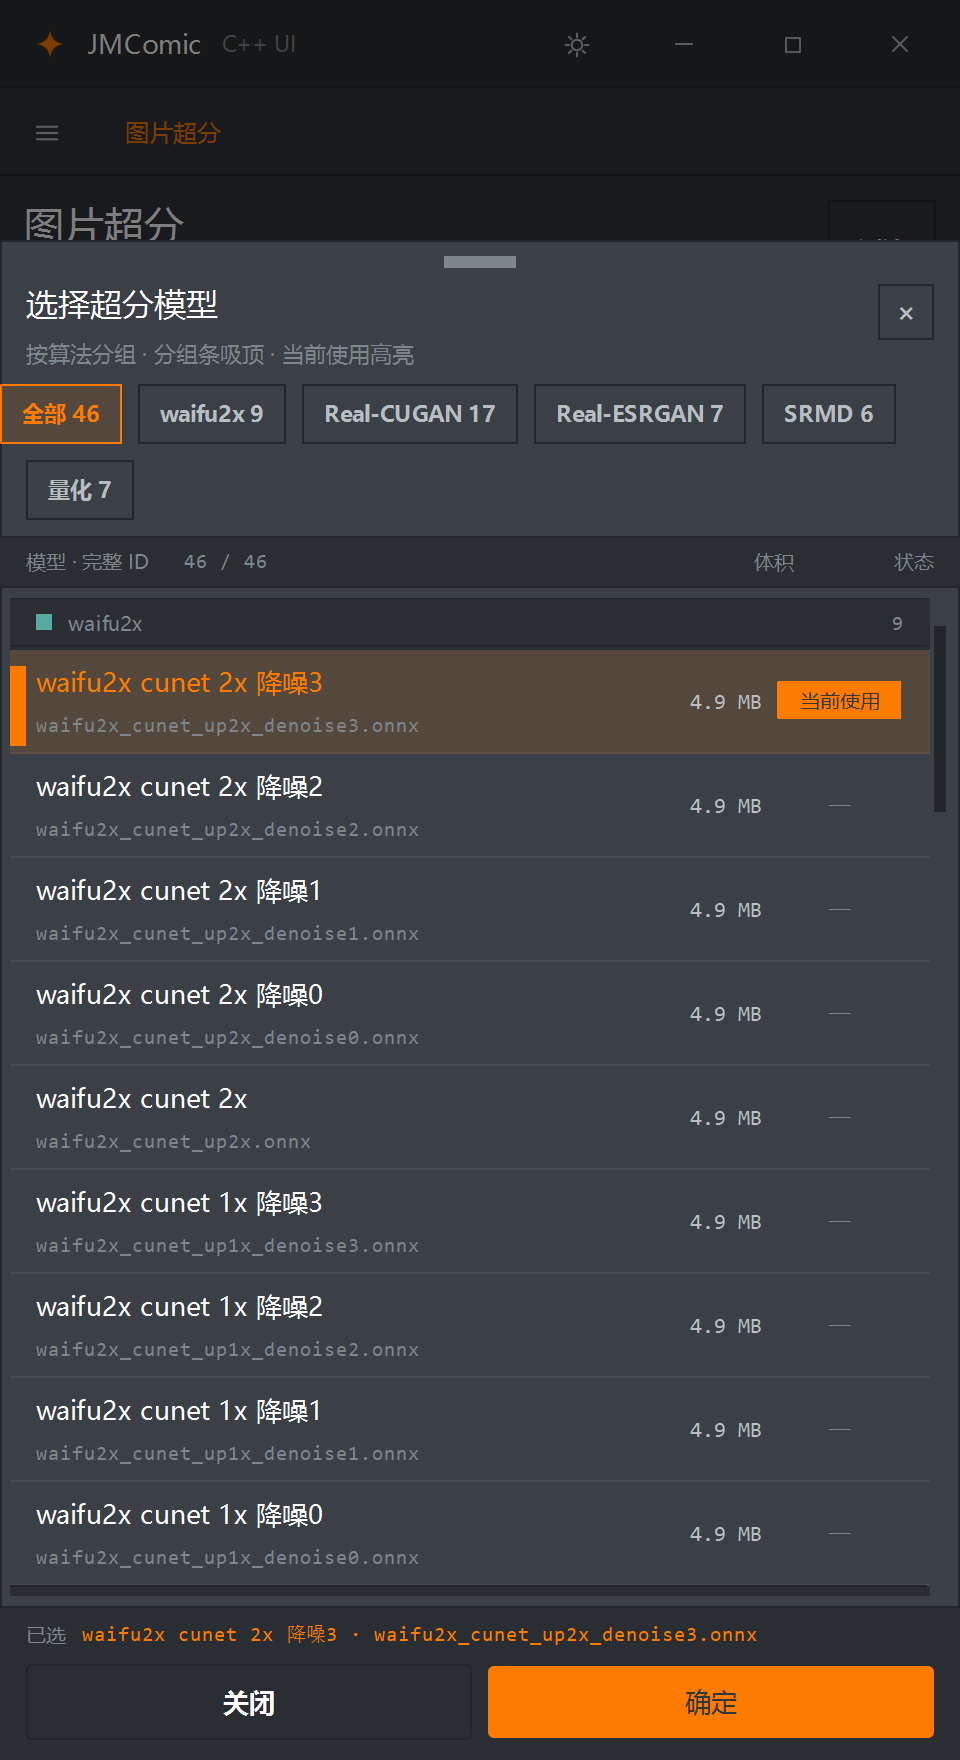 JMComic C++ UI
图片超分
图片超分
选择超分模型
×
按算法分组 · 分组条吸顶 · 当前使用高亮
全部 46 waifu2x 9 Real-CUGAN 17 Real-ESRGAN 7 SRMD 6
量化 7
模型 · 完整 ID 46 / 46 体积 状态
waifu2x 9
waifu2x cunet 2x 降噪3
waifu2x_cunet_up2x_denoise3.onnx
4.9 MB 当前使用
waifu2x cunet 2x 降噪2
waifu2x_cunet_up2x_denoise2.onnx
4.9 MB —
waifu2x cunet 2x 降噪1
waifu2x_cunet_up2x_denoise1.onnx
4.9 MB —
waifu2x cunet 2x 降噪0
waifu2x_cunet_up2x_denoise0.onnx
4.9 MB —
waifu2x cunet 2x
waifu2x_cunet_up2x.onnx
4.9 MB —
waifu2x cunet 1x 降噪3
waifu2x_cunet_up1x_denoise3.onnx
4.9 MB —
waifu2x cunet 1x 降噪2
waifu2x_cunet_up1x_denoise2.onnx
4.9 MB —
waifu2x cunet 1x 降噪1
waifu2x_cunet_up1x_denoise1.onnx
4.9 MB —
waifu2x cunet 1x 降噪0
waifu2x_cunet_up1x_denoise0.onnx
4.9 MB —
已选 waifu2x cunet 2x 降噪3 · waifu2x_cunet_up2x_denoise3.onnx
关闭 确定